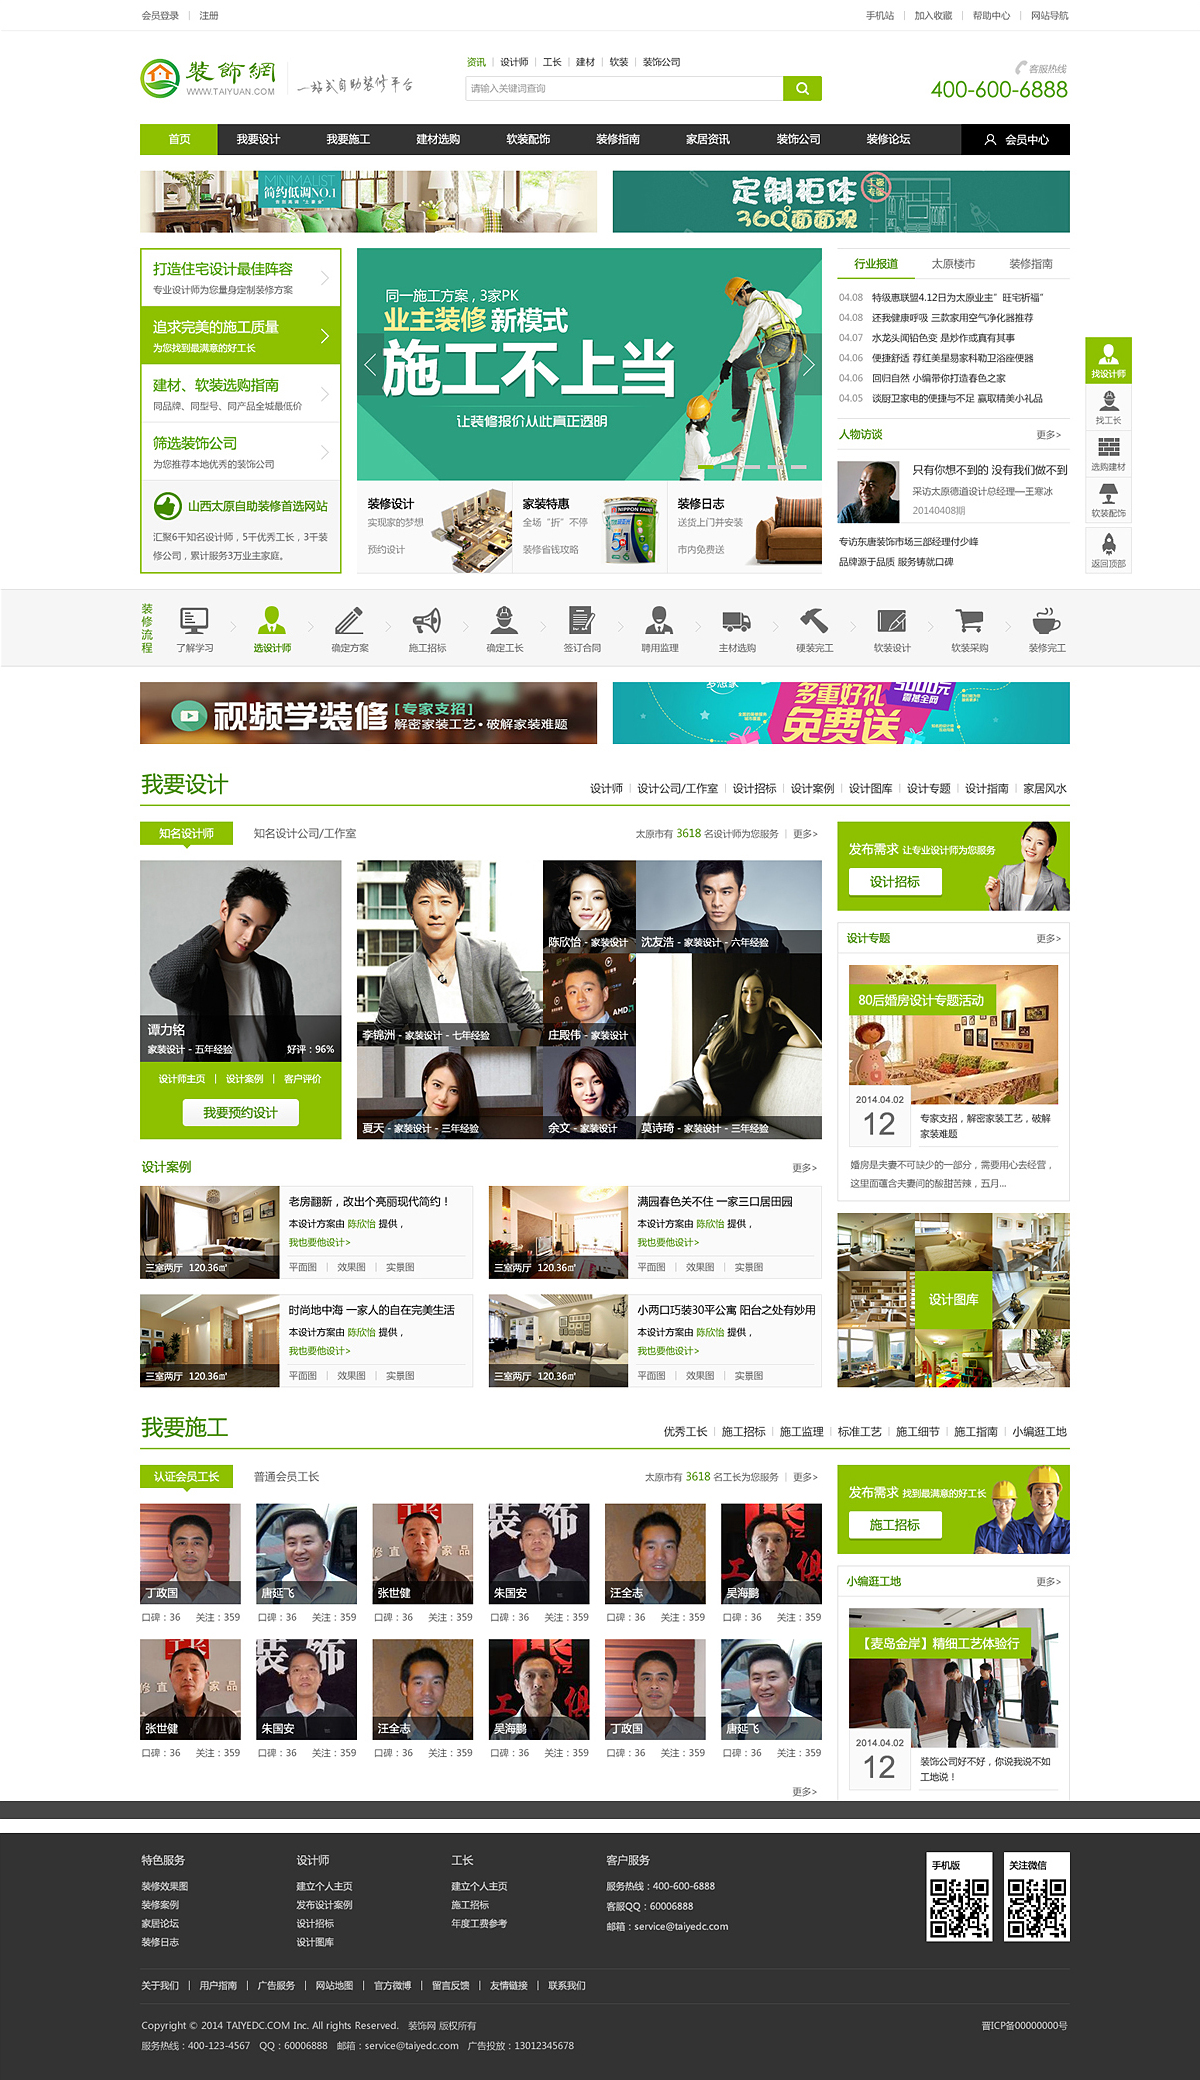 会员登录 | 注册
手机站 | 加入收藏 | 帮助中心 | 网站导航
装飾網
WWW.TAIYUAN.COM
一站式自助装修平台
资讯 | 设计师 | 工长 | 建材 | 软装 | 装饰公司
请输入关键词查询
客服热线
400-600-6888
首页 我要设计 我要施工 建材选购 软装配饰 装修指南 家居资讯 装饰公司 装修论坛 会员中心
MINIMALIST
简约低调NO.1
定制柜体
360°面面观
打造住宅设计最佳阵容
专业设计师为您量身定制装修方案
追求完美的施工质量
为您找到最满意的好工长
建材、软装选购指南
同品牌、同型号、同产品全城最低价
筛选装饰公司
为您推荐本地优秀的装饰公司
山西太原自助装修首选网站
汇聚6千知名设计师，5千优秀工长，3千装
修公司，累计服务3万业主家庭。
同一施工方案，3家PK
业主装修 新模式
施工不上当
让装修报价从此真正透明
装修设计
实现家的梦想
预约设计
家装特惠
全场“折”不停
装修省钱攻略
NIPPON PAINT
装修日志
送货上门并安装
市内免费送
行业报道 太原楼市 装修指南
04.08 特级惠联盟4.12日为太原业主”旺宅祈福”
04.08 还我健康呼吸 三款家用空气净化器推荐
04.07 水龙头闻铅色变 是炒作或真有其事
04.06 便捷舒适 荐红美星易家科勒卫浴座便器
04.06 回归自然 小编带你打造春色之家
04.05 谈厨卫家电的便捷与不足 赢取精美小礼品
人物访谈 更多>
只有你想不到的 没有我们做不到
采访太原德道设计总经理—王寒冰
20140408期
专访东唐装饰市场三部经理付少峰
品牌源于品质 服务铸就口碑
找设计师
找工长
选购建材
软装配饰
返回顶部
装修流程
了解学习 选设计师 确定方案 施工招标 确定工长 签订合同 聘用监理 主材选购 硬装完工 软装设计 软装采购 装修完工
视频学装修 [专家支招]
解密家装工艺·破解家装难题
多重好礼
免费送
5000元
震撼全网
我要设计
设计师 | 设计公司/工作室 | 设计招标 | 设计案例 | 设计图库 | 设计专题 | 设计指南 | 家居风水
知名设计师 知名设计公司/工作室
太原市有 3618 名设计师为您服务 | 更多>
谭力铭
家装设计 - 五年经验 好评：96%
设计师主页 | 设计案例 | 客户评价
我要预约设计
李锦洲 - 家装设计 - 七年经验
陈欣怡 - 家装设计
沈友浩 - 家装设计 - 六年经验
庄殿伟 - 家装设计
AMD
夏天 - 家装设计 - 三年经验
余文 - 家装设计
莫诗琦 - 家装设计 - 三年经验
发布需求 让专业设计师为您服务
设计招标
设计专题 更多>
80后婚房设计专题活动
2014.04.02
12
专家支招，解密家装工艺，破解
家装难题
婚房是夫妻不可缺少的一部分，需要用心去经营，
这里面蕴含夫妻间的酸甜苦辣，五月...
设计图库
设计案例 更多>
三室两厅 120.36㎡
老房翻新，改出个亮丽现代简约！
本设计方案由 陈欣怡 提供，
我也要他设计>
平面图 | 效果图 | 实景图
三室两厅 120.36㎡
满园春色关不住 一家三口居田园
本设计方案由 陈欣怡 提供，
我也要他设计>
平面图 | 效果图 | 实景图
三室两厅 120.36㎡
时尚地中海 一家人的自在完美生活
本设计方案由 陈欣怡 提供，
我也要他设计>
平面图 | 效果图 | 实景图
三室两厅 120.36㎡
小两口巧装30平公寓 阳台之处有妙用
本设计方案由 陈欣怡 提供，
我也要他设计>
平面图 | 效果图 | 实景图
我要施工
优秀工长 | 施工招标 | 施工监理 | 标准工艺 | 施工细节 | 施工指南 | 小编逛工地
认证会员工长 普通会员工长
太原市有 3618 名工长为您服务 | 更多>
丁政国 唐延飞 张世健 朱国安 汪全志 吴海鹏
口碑：36 关注：359 口碑：36 关注：359 口碑：36 关注：359 口碑：36 关注：359 口碑：36 关注：359 口碑：36 关注：359
张世健 朱国安 汪全志 吴海鹏 丁政国 唐延飞
口碑：36 关注：359 口碑：36 关注：359 口碑：36 关注：359 口碑：36 关注：359 口碑：36 关注：359 口碑：36 关注：359
更多>
发布需求 找到最满意的好工长
施工招标
小编逛工地 更多>
【麦岛金岸】精细工艺体验行
2014.04.02
12
装饰公司好不好，你说我说不如
工地说！
特色服务
装修效果图
装修案例
家居论坛
装修日志
设计师
建立个人主页
发布设计案例
设计招标
设计图库
工长
建立个人主页
施工招标
年度工费参考
客户服务
服务热线：400-600-6888
客服QQ：60006888
邮箱：service@taiyedc.com
手机版
关注微信
关于我们 | 用户指南 | 广告服务 | 网站地图 | 官方微博 | 留言反馈 | 友情链接 | 联系我们
Copyright © 2014 TAIYEDC.COM Inc. All rights Reserved. 装饰网 版权所有
晋ICP备00000000号
服务热线：400-123-4567 QQ：60006888 邮箱：service@taiyedc.com 广告投放：13012345678